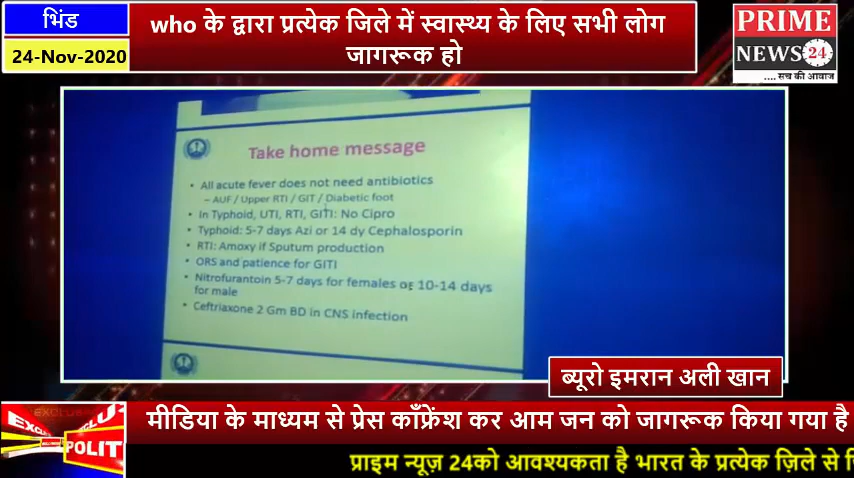 भिंड
24-Nov-2020
who के द्वारा प्रत्येक जिले में स्वास्थ्य के लिए सभी लोग
जागरूक हो
PRIME
NEWS 24
.... सच की आवाज
Take home message
• All acute fever does not need antibiotics
– AUF / Upper RTI / GIT / Diabetic foot
• In Typhoid, UTI, RTI, GITI: No Cipro
• Typhoid: 5-7 days Azi or 14 dy Cephalosporin
• RTI: Amoxy if Sputum production
• ORS and patience for GITI
• Nitrofurantoin 5-7 days for females or 10-14 days
for male
• Ceftriaxone 2 Gm BD in CNS infection
ब्यूरो इमरान अली खान
POLIT
मीडिया के माध्यम से प्रेस कॉंफ्रेंश कर आम जन को जागरूक किया गया है
प्राइम न्यूज़ 24को आवश्यकता है भारत के प्रत्येक ज़िले से